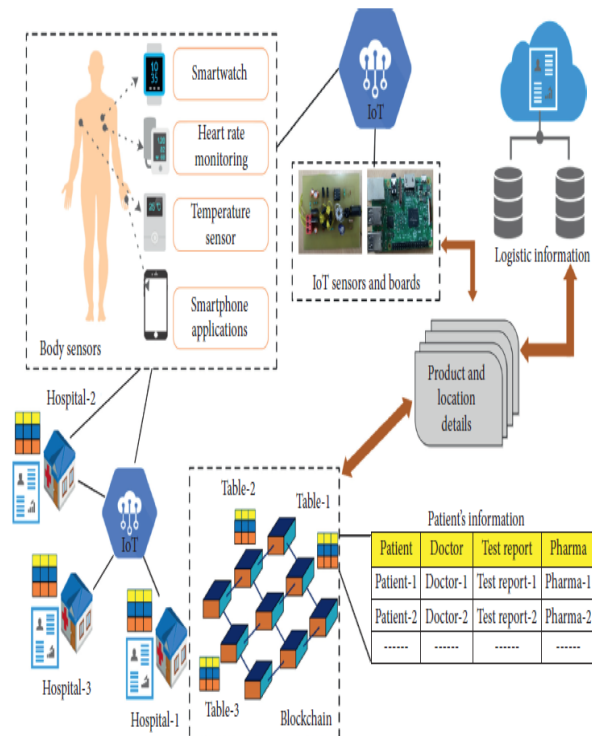 Smartwatch
Heart rate
monitoring
Temperature
sensor
Smartphone
applications
Body sensors
IoT
IoT sensors and boards
Logistic information
Product and
location
details
Hospital-2
IoT
Hospital-3
Hospital-1
Table-2
Table-1
Table-3
Blockchain
Patient's information
Patient Doctor Test report Pharma
Patient-1 Doctor-1 Test report-1 Pharma-1
Patient-2 Doctor-2 Test report-2 Pharma-2
------ ------ ------ ------